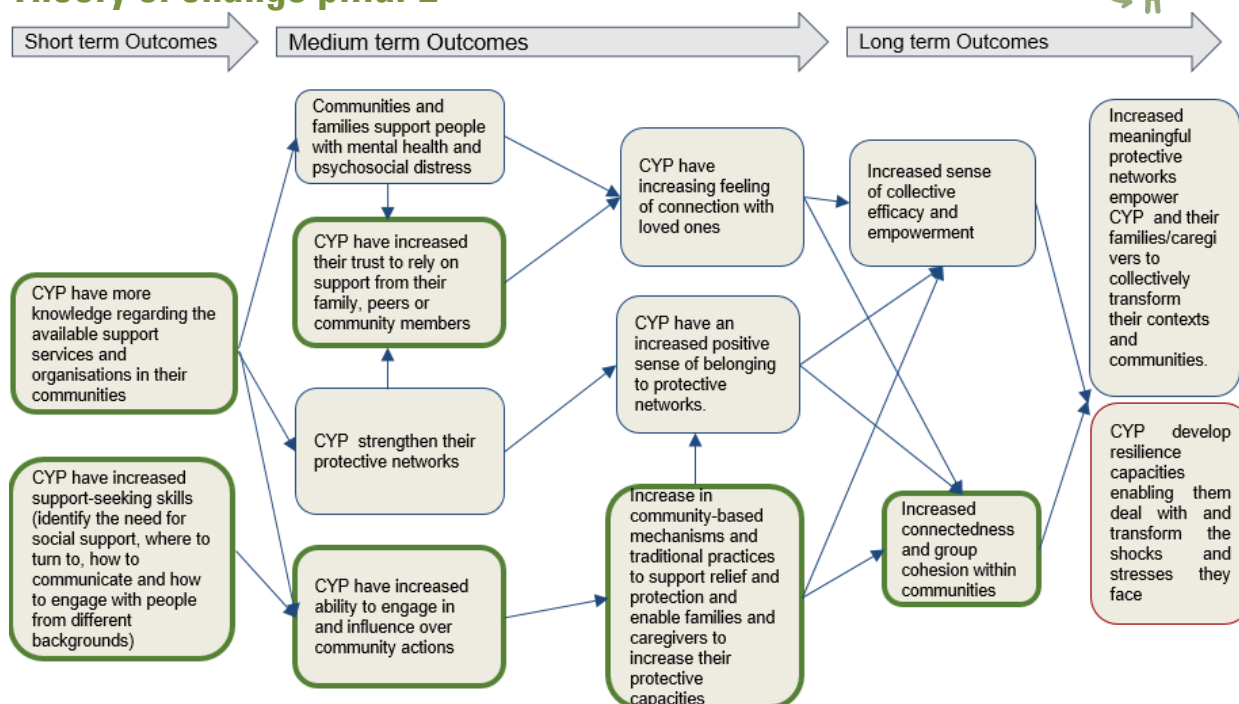 Theory of change pillar 2
Short term Outcomes
Medium term Outcomes
Long term Outcomes
CYP have more
knowledge regarding the
available support
services and
organisations in their
communities
CYP have increased
support-seeking skills
(identify the need for
social support, where to
turn to, how to
communicate and how
to engage with people
from different
backgrounds)
Communities and
families support people
with mental health and
psychosocial distress
CYP have increased
their trust to rely on
support from their
family, peers or
community members
CYP strengthen their
protective networks
CYP have increased
ability to engage in
and influence over
community actions
CYP have
increasing feeling
of connection with
loved ones
CYP have an
increased positive
sense of belonging
to protective
networks.
Increase in
community-based
mechanisms and
traditional practices
to support relief and
protection and
enable families and
caregivers to
increase their
protective
capacities
Increased sense
of collective
efficacy and
empowerment
Increased
connectedness
and group
cohesion within
communities
Increased
meaningful
protective
networks
empower
CYP and their
families/caregi
vers to
collectively
transform
their contexts
and
communities.
CYP develop
resilience
capacities
enabling them
deal with and
transform the
shocks and
stresses they
face